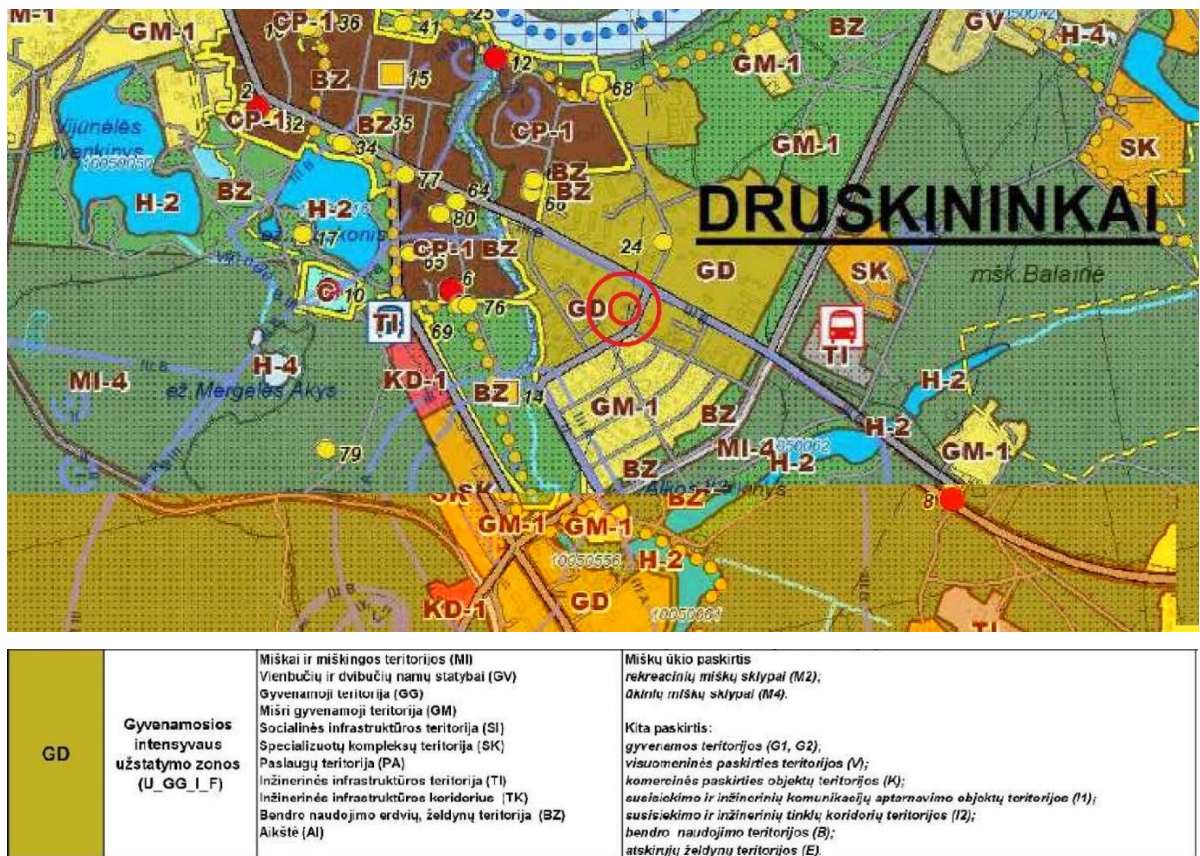 M-1
GM-1
CP-1
36
41
25
BZ
GV
H-4
12
GM-1
BZ
15
68
2
CP-1
32
BZ
35
CP-1
GM-1
SK
Vijūnėlės
tvenkinys
10050050
34
H-2
BZ
H-2
77
64
BZ
BZ
66
DRUSKININKAI
17
80
24
CP-1
BZ
65
GD
SK
mšk. Balainė
G
10
6
76
GD
TI
69
TI
H-4
MI-4
ež Mergelės Akys
KD-1
BZ
14
GM-1
BZ
H-2
H-2
MI-4
H-2
GM-1
79
BZ
SK
GM-1
GM-1
BZ
8
10050556
H-2
KD-1
GD
10050661
TI
GD
Gyvenamosios
intensyvaus
užstatymo zonos
(U_GG_I_F)
Miškai ir miškingos teritorijos (MI)
Vienbučių ir dvibučių namų statybai (GV)
Gyvenamoji teritorija (GG)
Mišri gyvenamoji teritorija (GM)
Socialinės infrastruktūros teritorija (SI)
Specializuotų kompleksų teritorija (SK)
Paslaugų teritorija (PA)
Inžinerinės infrastruktūros teritorija (TI)
Inžinerinės infrastruktūros koridorius (TK)
Bendro naudojimo erdvių, želdynų teritorija (BZ)
Aikštė (AI)
Miškų ūkio paskirtis
rekreacinių miškų sklypai (M2);
ūkinių miškų sklypai (M4).
Kita paskirtis:
gyvenamos teritorijos (G1, G2);
visuomeninės paskirties teritorijos (V);
komercinės paskirties objektų teritorijos (K);
susisiekimo ir inžinerinių komunikacijų aptarnavimo objektų teritorijos (I1);
susisiekimo ir inžinerinių tinklų koridorių teritorijos (I2);
bendro naudojimo teritorijos (B);
atskirųjų želdynų teritorijos (E).